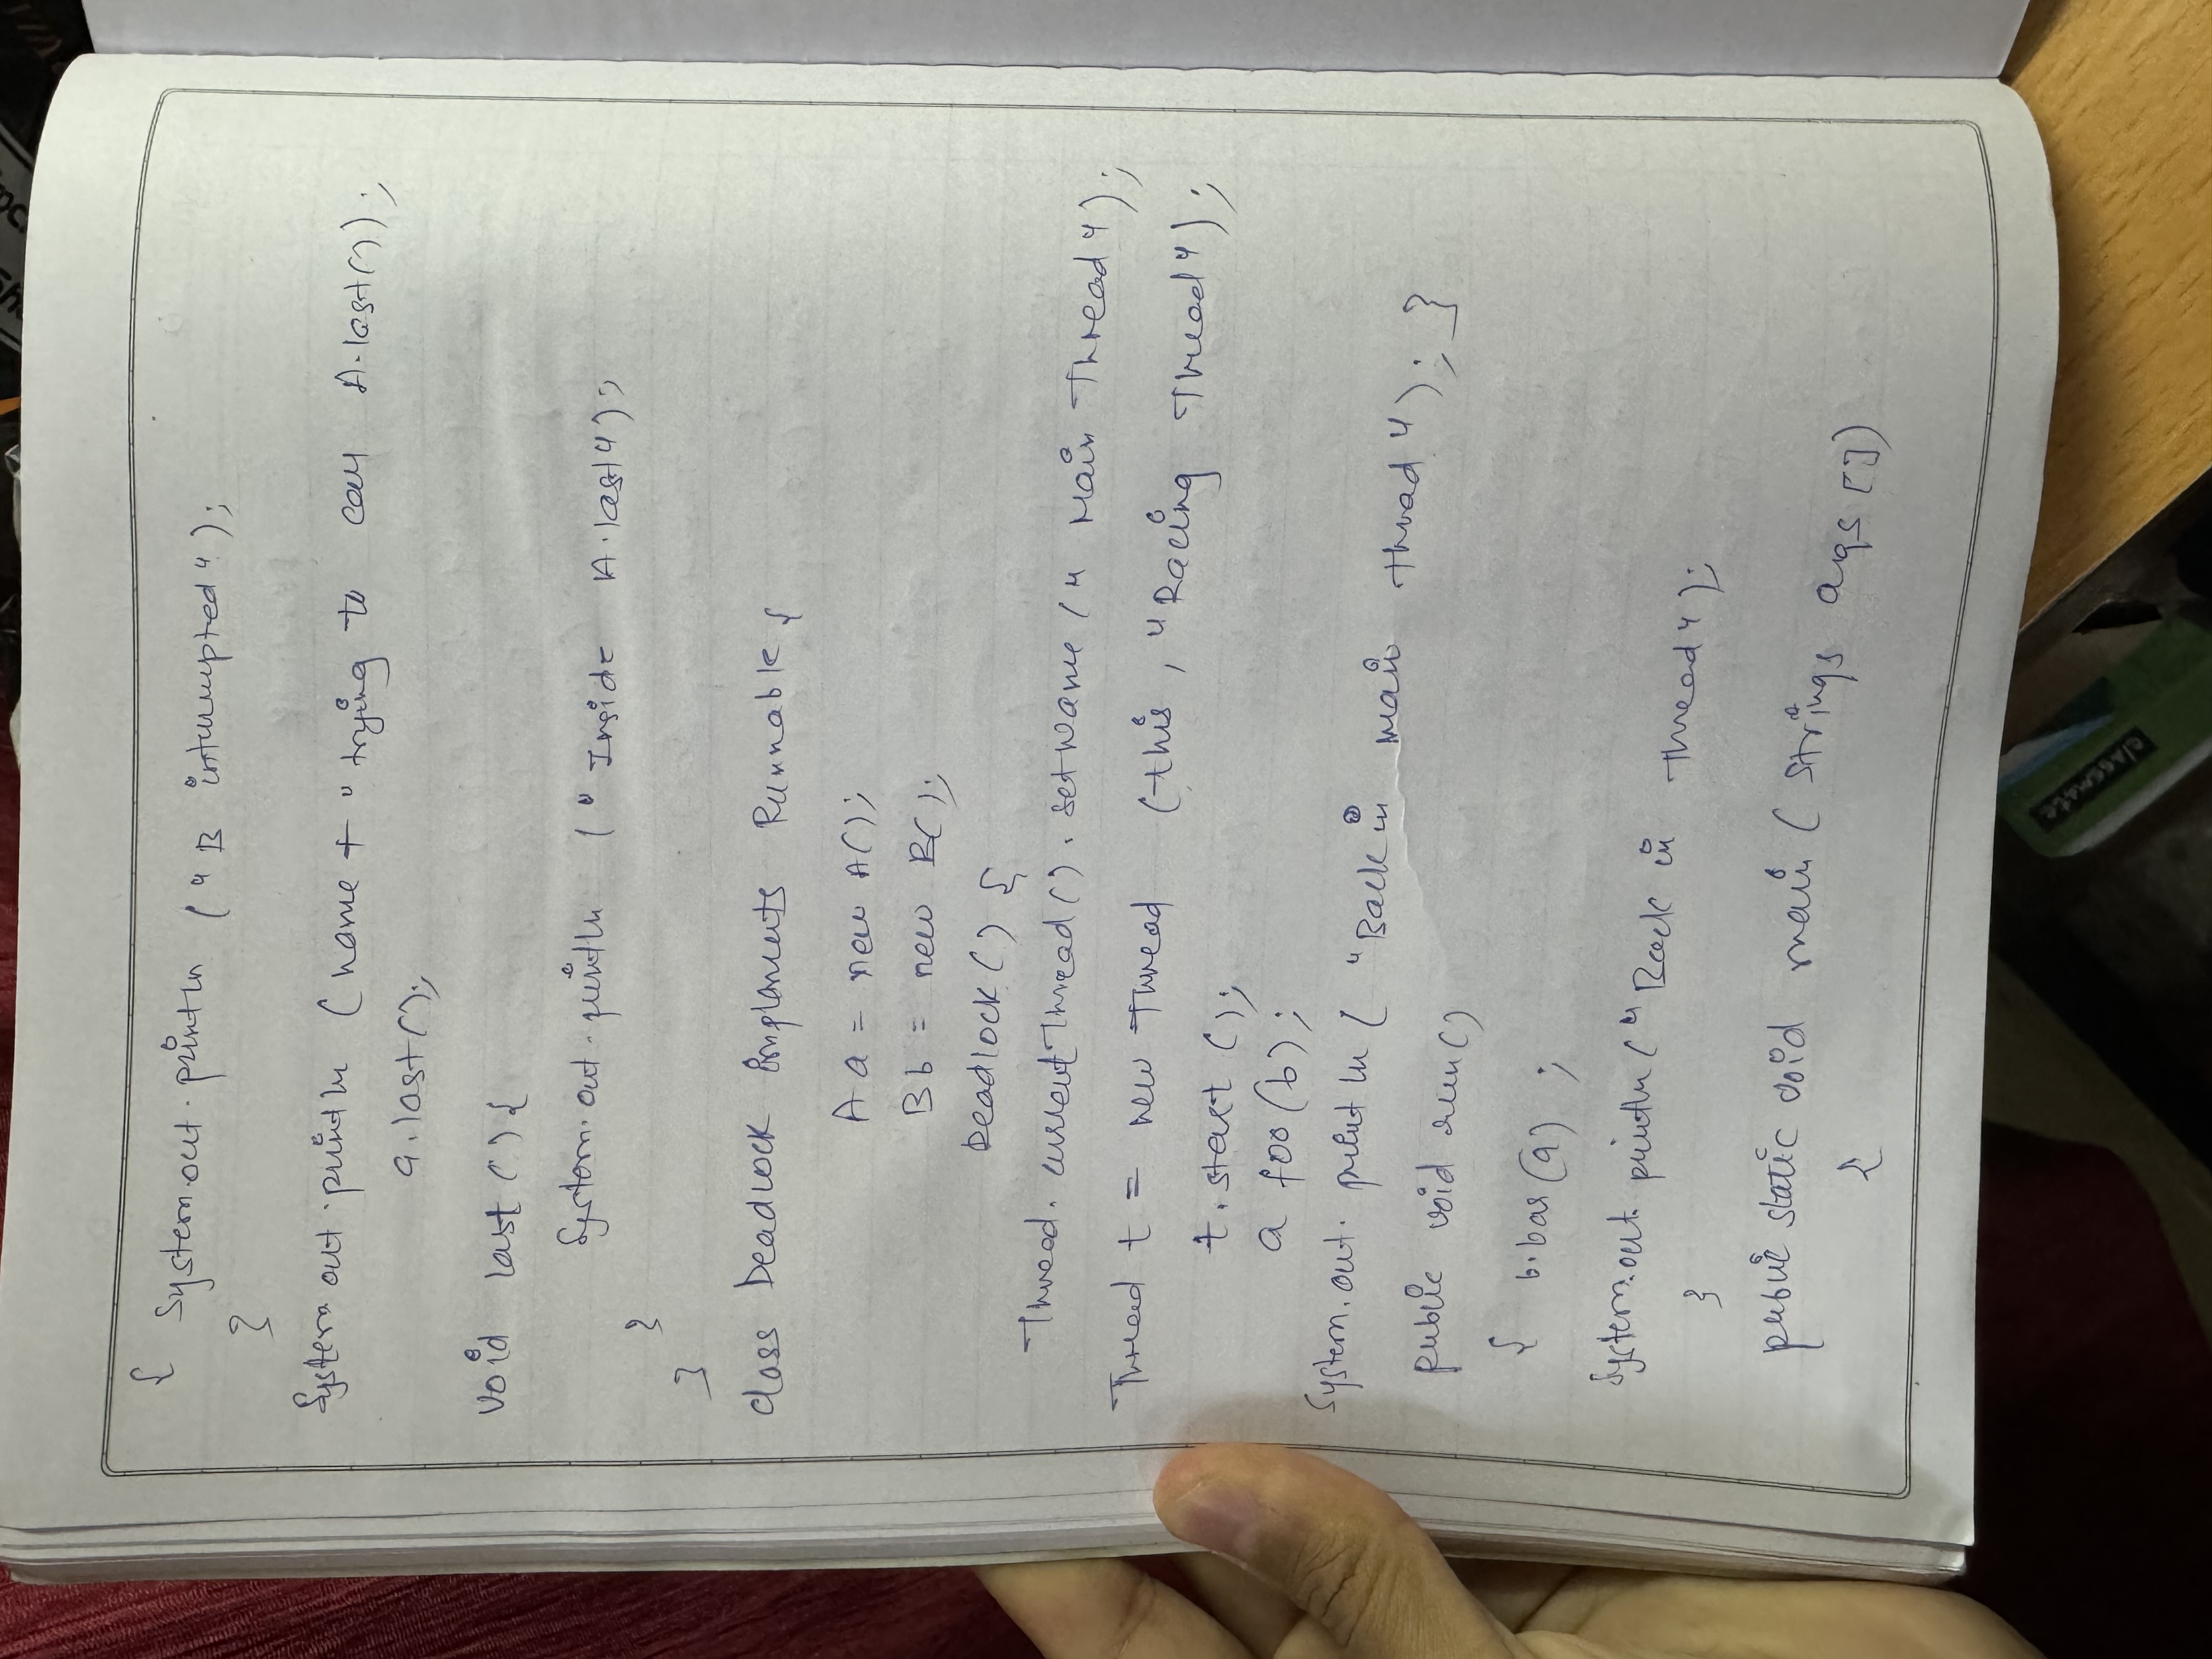 { System.out.println ("B interrupted");
}
System out.println (name + "trying to call A.last());
a.last();
void last () {
System.out.println ("Inside A.last");
}
}
class Deadlock implements Runnable {
A a = new A();
B b = new B();
Deadlock () {
Thread.currentThread().setName ("Main Thread");
Thread t = new Thread (this, "Racing Thread");
t.start ();
a foo(b);
System.out.println ( "Back in main thread"); }
public void run()
{ b.bar(a) ;
System.out.println ("Back in Thread");
}
public static void main ( Strings args [])
{
classmate